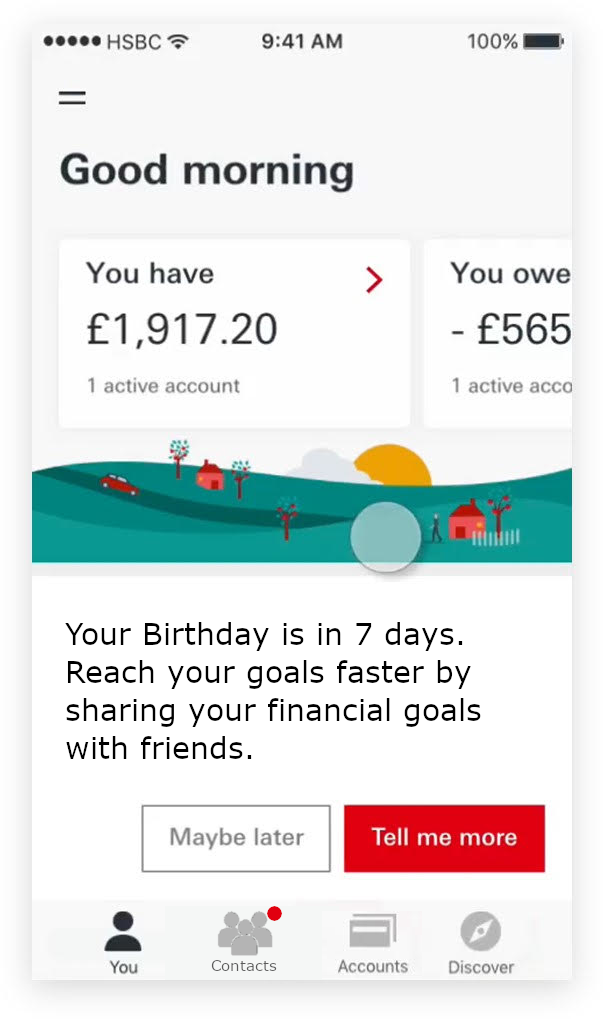 HSBC 9:41 AM 100%
Good morning
You have
£1,917.20
1 active account
You owe
- £565
1 active acco
Your Birthday is in 7 days.
Reach your goals faster by
sharing your financial goals
with friends.
Maybe later Tell me more
You Contacts Accounts Discover